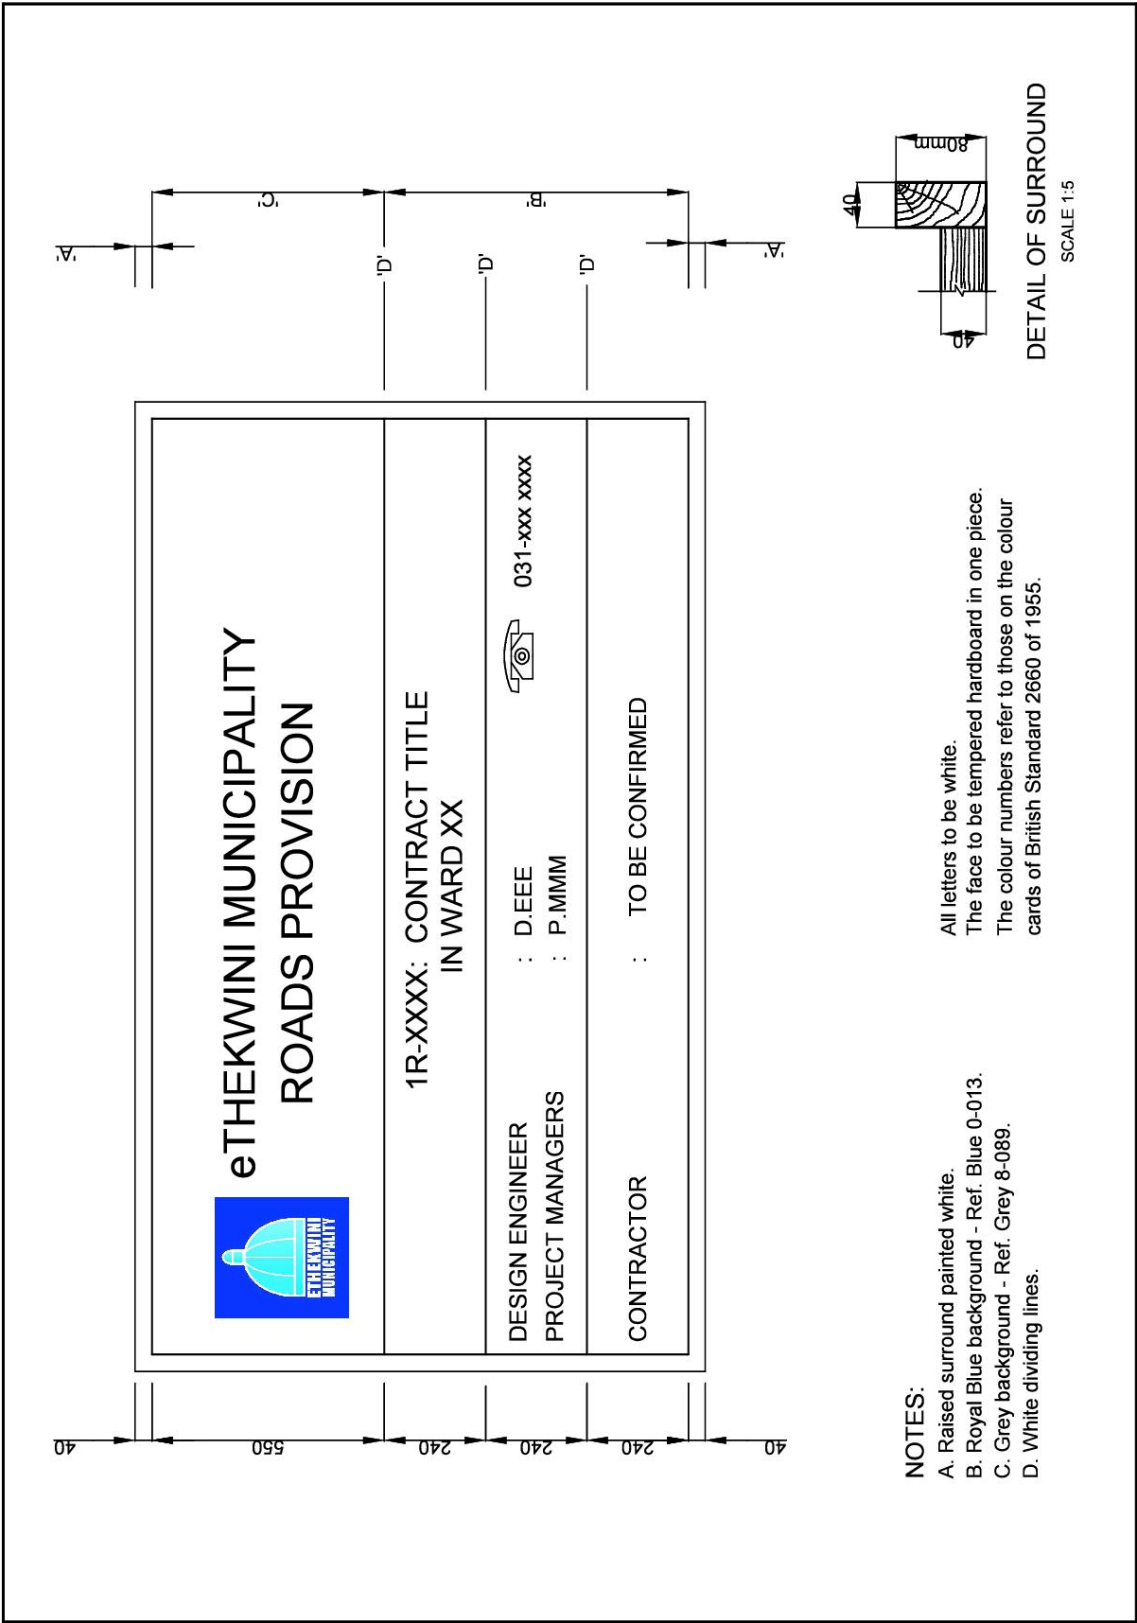 eTHEKWINI MUNICIPALITY
ROADS PROVISION
ETHEKWINI
MUNICIPALITY
1R-XXXX: CONTRACT TITLE
IN WARD XX
DESIGN ENGINEER : D.EEE 031-xxx xxxx
PROJECT MANAGERS : P.MMM
CONTRACTOR : TO BE CONFIRMED
40
550
240
240
240
40
'A'
'C'
'D'
'B'
'D'
'D'
'A'
NOTES:
A. Raised surround painted white.
B. Royal Blue background - Ref. Blue 0-013.
C. Grey background - Ref. Grey 8-089.
D. White dividing lines.
All letters to be white.
The face to be tempered hardboard in one piece.
The colour numbers refer to those on the colour
cards of British Standard 2660 of 1955.
40
80mm
40
DETAIL OF SURROUND
SCALE 1:5